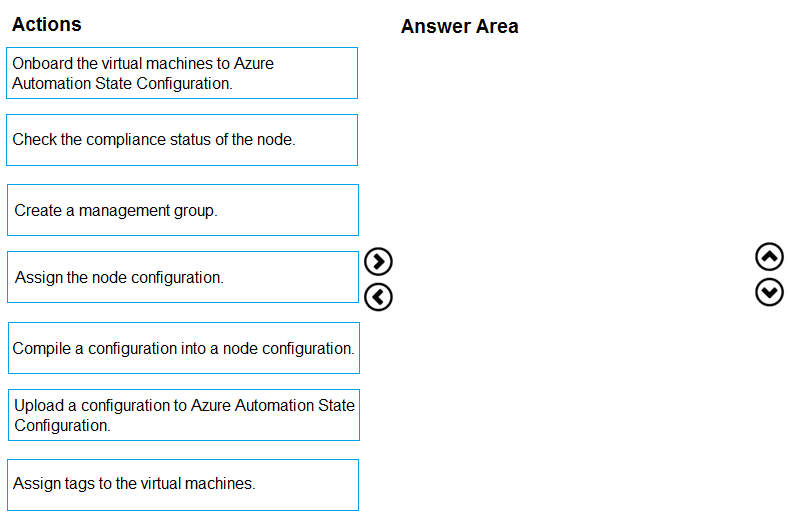 Actions
Answer Area
Onboard the virtual machines to Azure
Automation State Configuration.
Check the compliance status of the node.
Create a management group.
Assign the node configuration.
Compile a configuration into a node configuration.
Upload a configuration to Azure Automation State
Configuration.
Assign tags to the virtual machines.